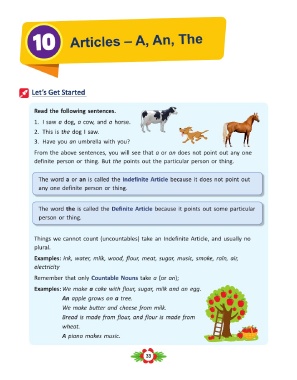 10 Articles – A, An, The
Let's Get Started
Read the following sentences.
1. I saw a dog, a cow, and a horse.
2. This is the dog I saw.
3. Have you an umbrella with you?
From the above sentences, you will see that a or an does not point out any one
definite person or thing. But the points out the particular person or thing.
The word a or an is called the Indefinite Article because it does not point out
any one definite person or thing.
The word the is called the Definite Article because it points out some particular
person or thing.
Things we cannot count (uncountables) take an Indefinite Article, and usually no
plural.
Examples: Ink, water, milk, wood, flour, meat, sugar, music, smoke, rain, air,
electricity
Remember that only Countable Nouns take a (or an);
Examples: We make a cake with flour, sugar, milk and an egg.
An apple grows on a tree.
We make butter and cheese from milk.
Bread is made from flour, and flour is made from
wheat.
A piano makes music.
33